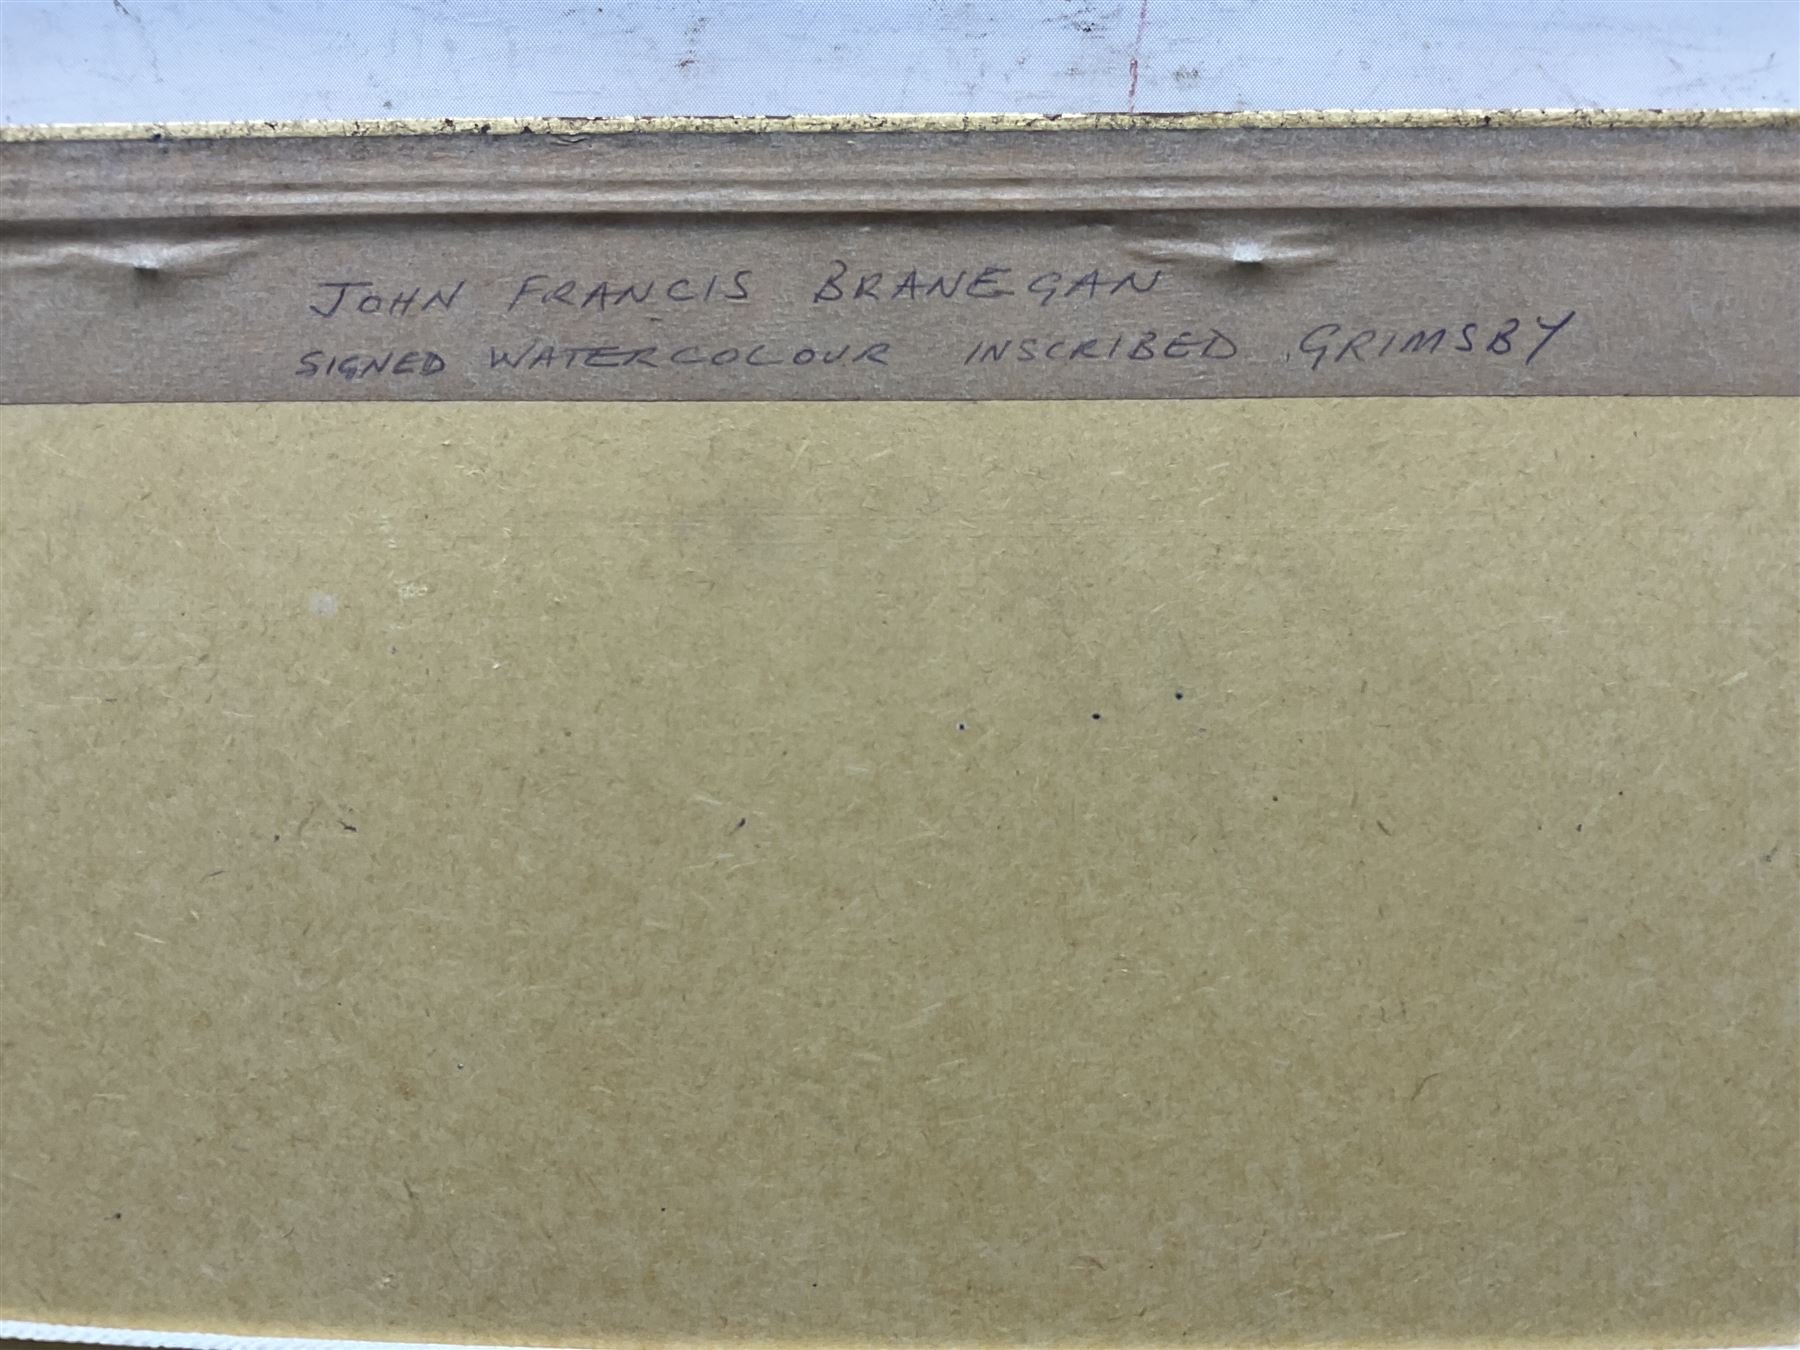 JOHN FRANCIS BRANEGAN
SIGNED WATERCOLOUR INSCRIBED GRIMSBY